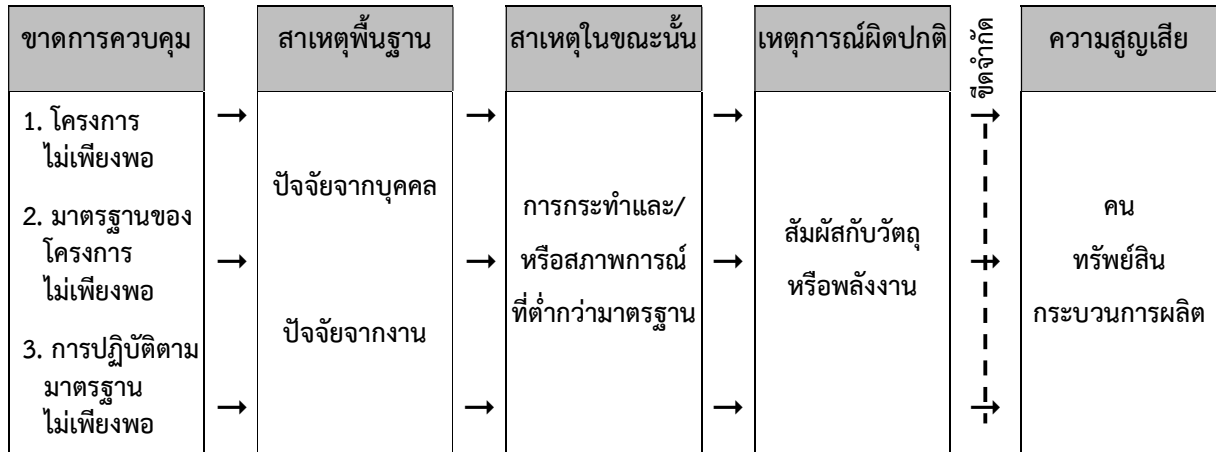 ขาดการควบคุม
สาเหตุพื้นฐาน
สาเหตุในขณะนั้น
เหตุการณ์ผิดปกติ
ขีดจำกัด
ความสูญเสีย
1. โครงการ
ไม่เพียงพอ
2. มาตรฐานของ
โครงการ
ไม่เพียงพอ
3. การปฏิบัติตาม
มาตรฐาน
ไม่เพียงพอ
ปัจจัยจากบุคคล
ปัจจัยจากงาน
การกระทำและ/
หรือสภาพการณ์
ที่ต่ำกว่ามาตรฐาน
สัมผัสกับวัตถุ
หรือพลังงาน
คน
ทรัพย์สิน
กระบวนการผลิต